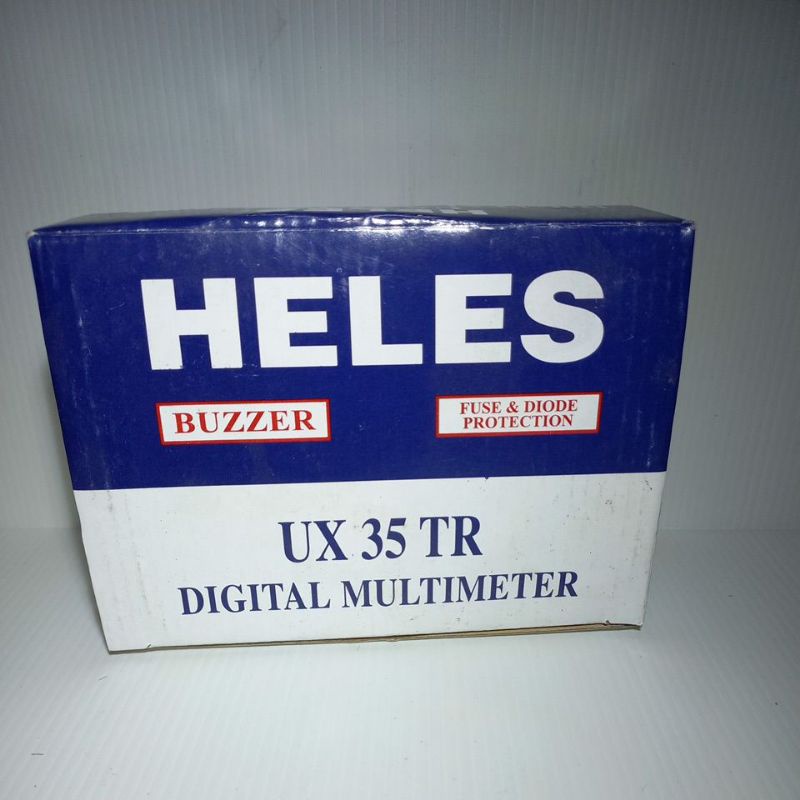 HELES
BUZZER
FUSE & DIODE
PROTECTION
UX 35 TR
DIGITAL MULTIMETER